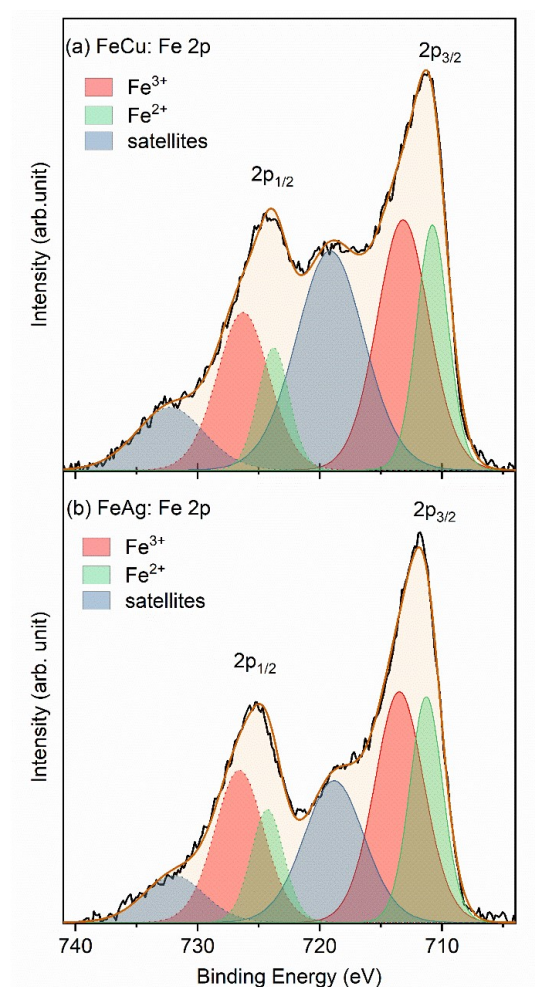 (a) FeCu: Fe 2p
2p3/2
Fe3+
Fe2+
satellites
2p1/2
Intensity (arb.unit)
(b) FeAg: Fe 2p
2p3/2
Fe3+
Fe2+
satellites
2p1/2
Intensity (arb. unit)
740 730 720 710
Binding Energy (eV)